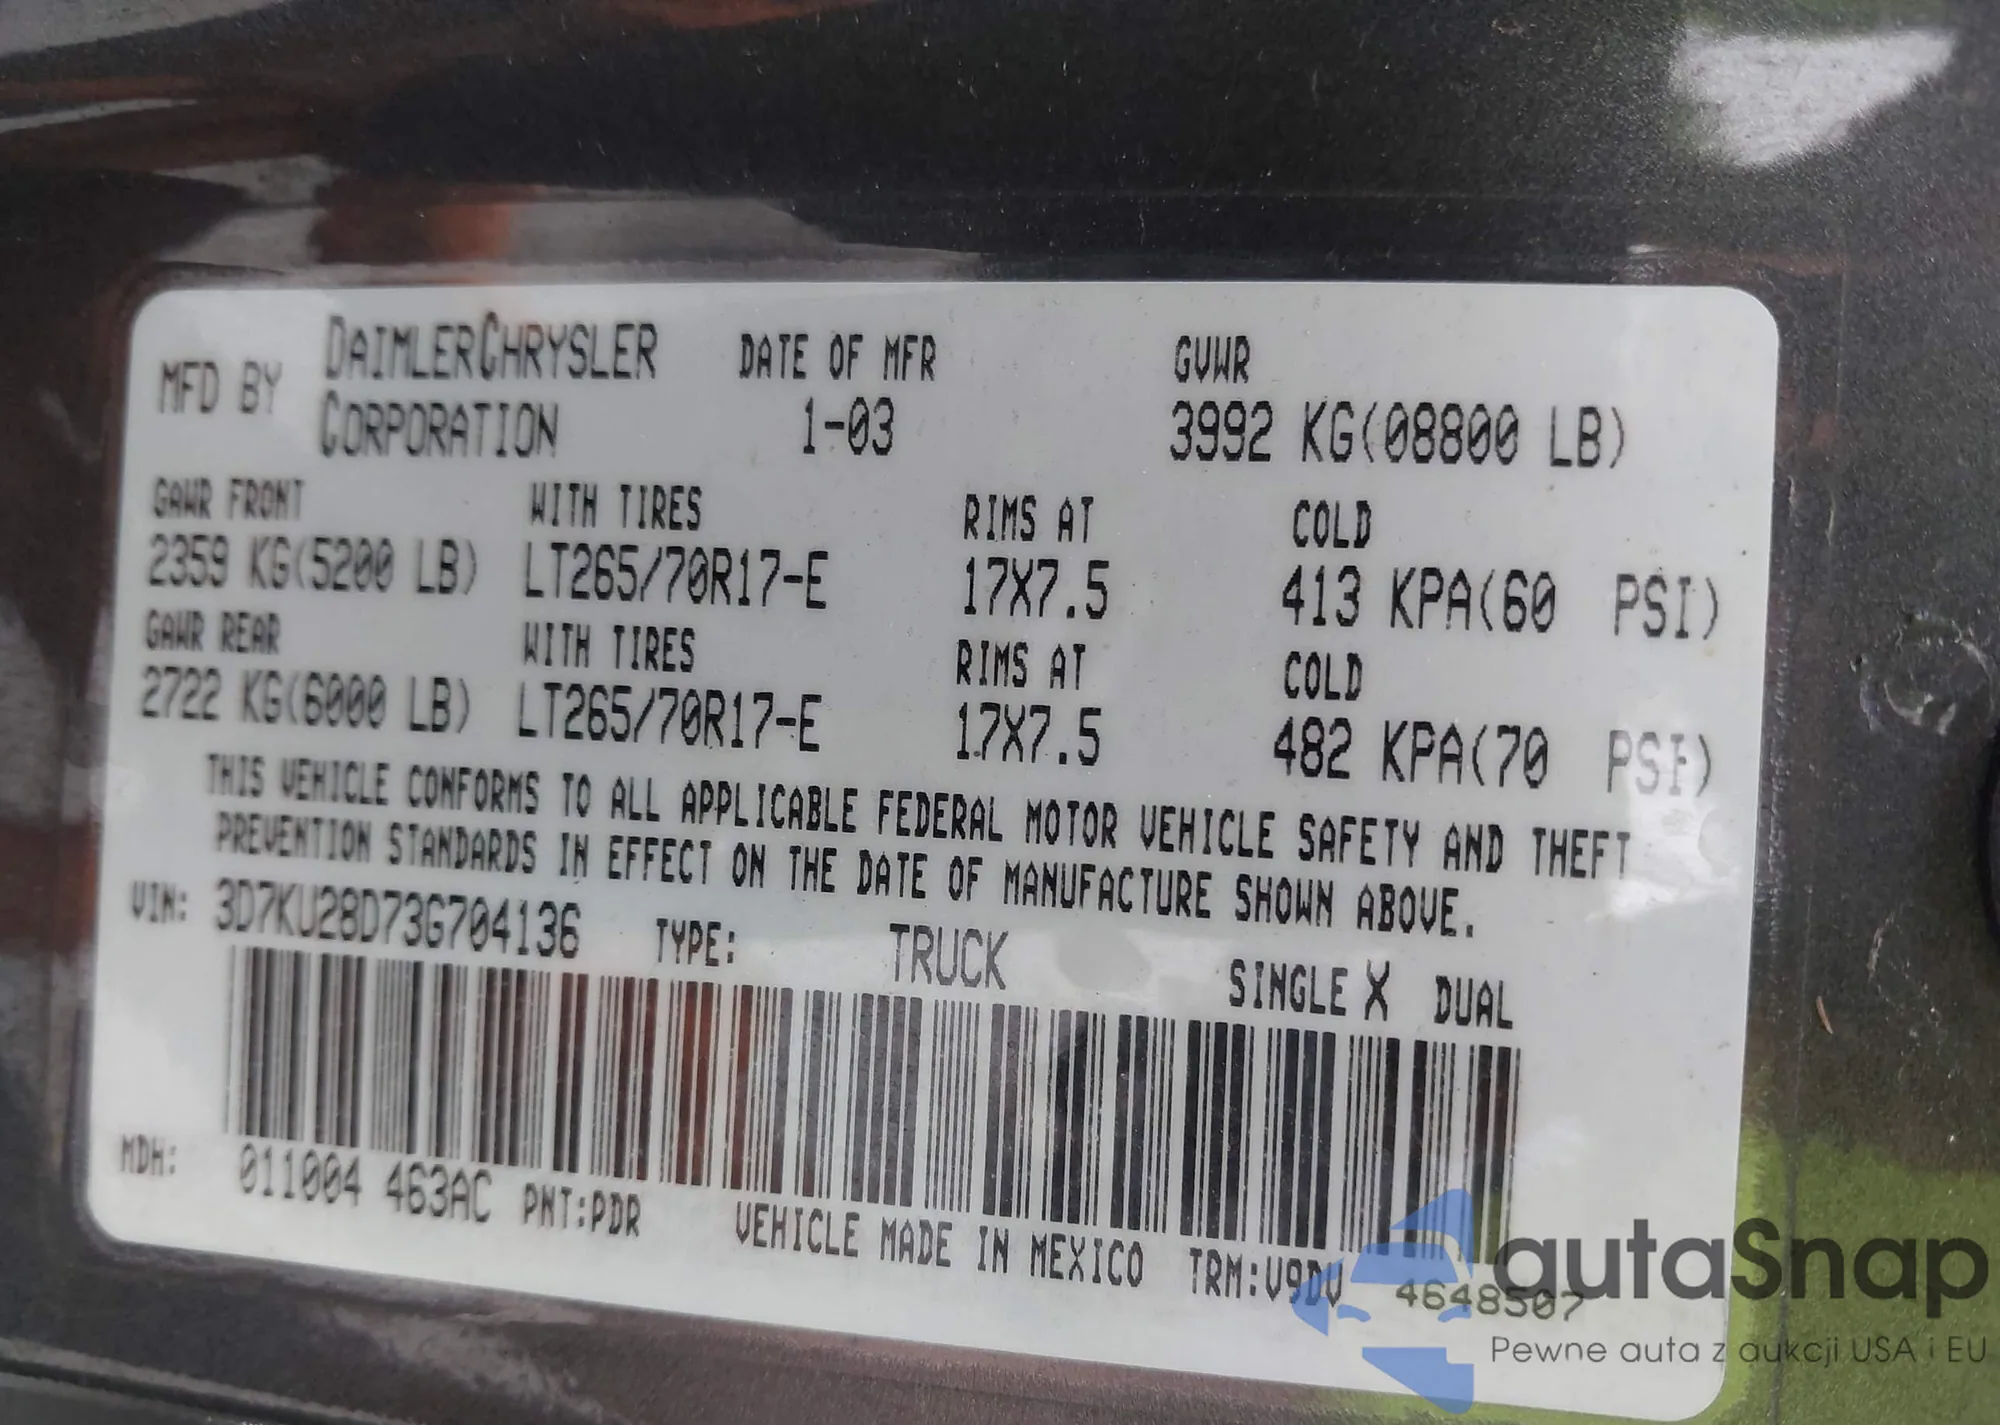 MFD BY DAIMLERCHRYSLER CORPORATION DATE OF MFR 1-03 GVWR 3992 KG(08800 LB)
GAWR FRONT WITH TIRES RIMS AT COLD
2359 KG(5200 LB) LT265/70R17-E 17X7.5 413 KPA(60 PSI)
GAWR REAR WITH TIRES RIMS AT COLD
2722 KG(6000 LB) LT265/70R17-E 17X7.5 482 KPA(70 PSI)
THIS VEHICLE CONFORMS TO ALL APPLICABLE FEDERAL MOTOR VEHICLE SAFETY AND THEFT
PREVENTION STANDARDS IN EFFECT ON THE DATE OF MANUFACTURE SHOWN ABOVE.
VIN: 3D7KU28D73G704136 TYPE: TRUCK SINGLE X DUAL
MDH: 011004 463AC PNT:PDR VEHICLE MADE IN MEXICO TRM:V9DV 4648507
autaSnap
Pewne auta z aukcji USA i EU